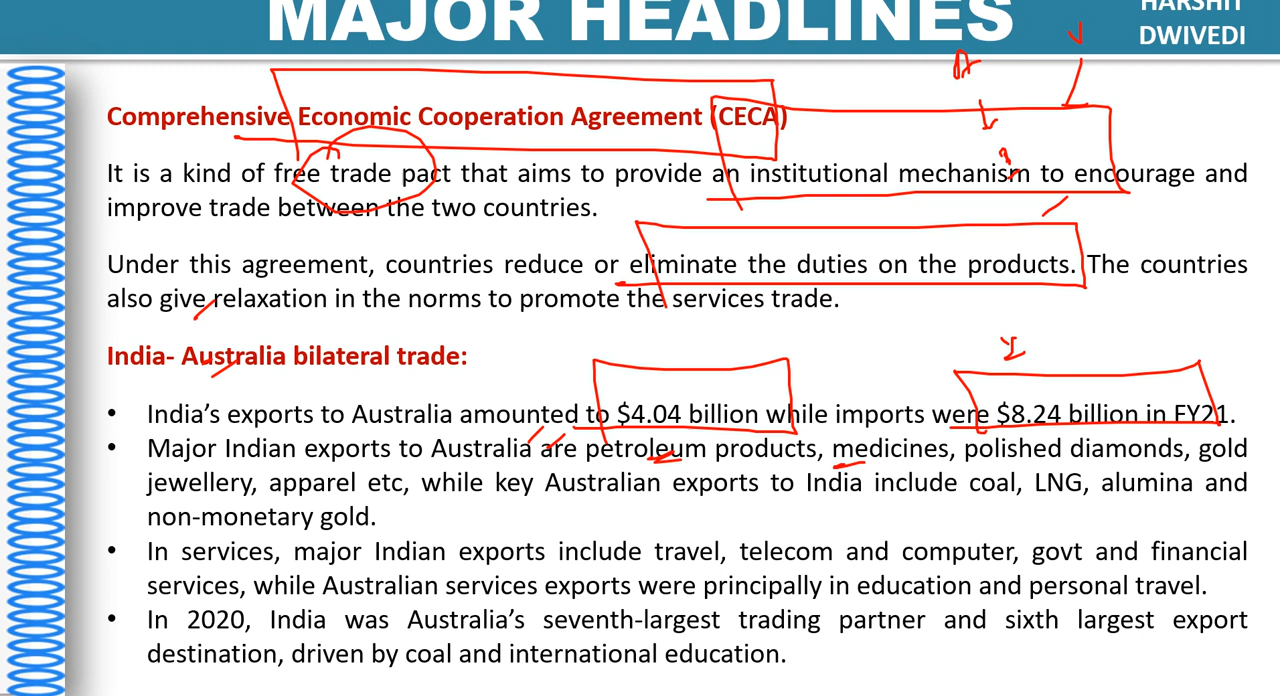 MAJOR HEADLINES
HARSHIT
DWIVEDI
Comprehensive Economic Cooperation Agreement (CECA)
It is a kind of free trade pact that aims to provide an institutional mechanism to encourage and
improve trade between the two countries.
Under this agreement, countries reduce or eliminate the duties on the products. The countries
also give relaxation in the norms to promote the services trade.
India- Australia bilateral trade:
• India's exports to Australia amounted to $4.04 billion while imports were $8.24 billion in FY21.
• Major Indian exports to Australia are petroleum products, medicines, polished diamonds, gold
jewellery, apparel etc, while key Australian exports to India include coal, LNG, alumina and
non-monetary gold.
• In services, major Indian exports include travel, telecom and computer, govt and financial
services, while Australian services exports were principally in education and personal travel.
• In 2020, India was Australia's seventh-largest trading partner and sixth largest export
destination, driven by coal and international education.